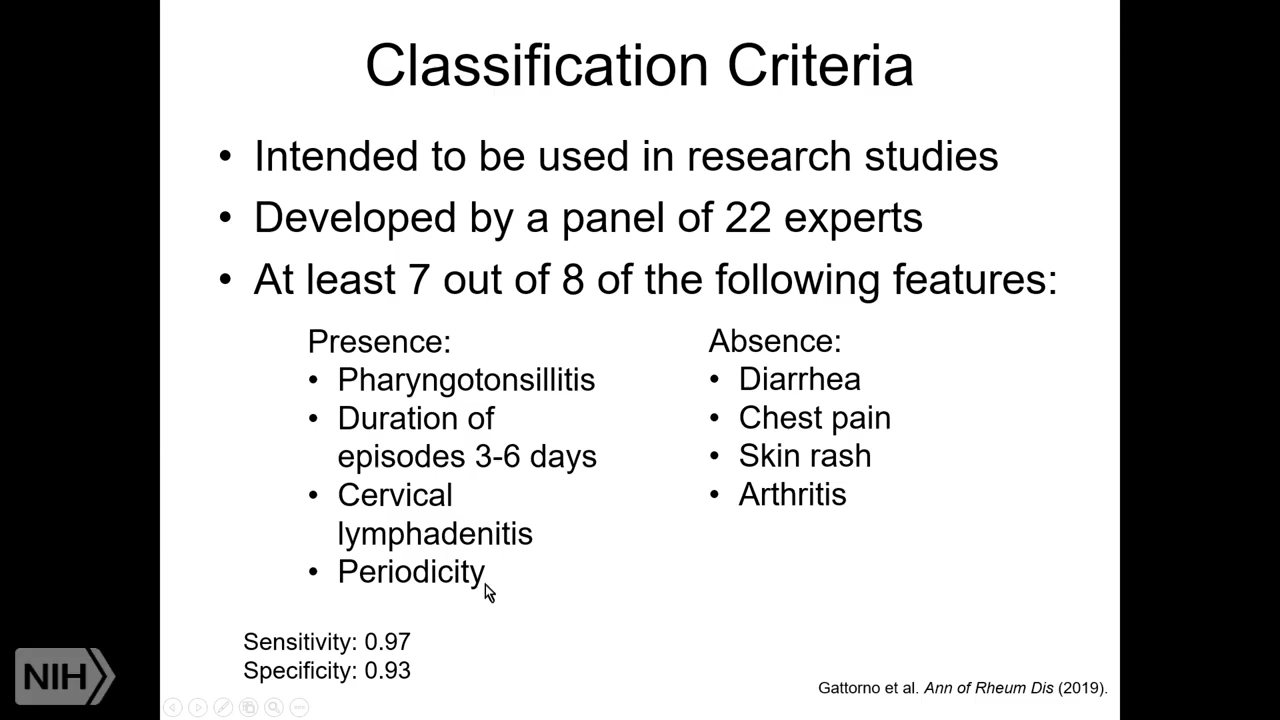 Classification Criteria
• Intended to be used in research studies
• Developed by a panel of 22 experts
• At least 7 out of 8 of the following features:
Presence:
• Pharyngotonsillitis
• Duration of
episodes 3-6 days
• Cervical
lymphadenitis
• Periodicity
Absence:
• Diarrhea
• Chest pain
• Skin rash
• Arthritis
Sensitivity: 0.97
Specificity: 0.93
NIH
Gattorno et al. Ann of Rheum Dis (2019).